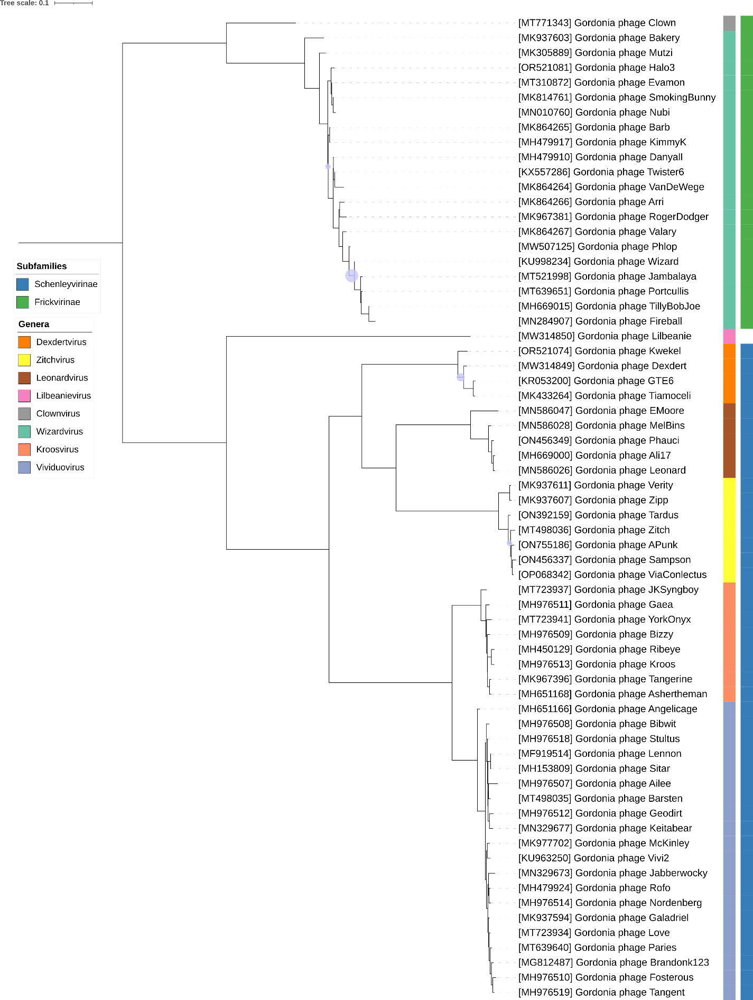 Tree scale: 0.1
[MT771343] Gordonia phage Clown
[MK937603] Gordonia phage Bakery
[MK305889] Gordonia phage Mutzi
[OR521081] Gordonia phage Halo3
[MT310872] Gordonia phage Evamon
[MK814761] Gordonia phage SmokingBunny
[MN010760] Gordonia phage Nubi
[MK864265] Gordonia phage Barb
[MH479917] Gordonia phage KimmyK
[MH479910] Gordonia phage Danyall
[KX557286] Gordonia phage Twister6
[MK864264] Gordonia phage VanDeWege
[MK864266] Gordonia phage Arri
[MK967381] Gordonia phage RogerDodger
[MK864267] Gordonia phage Valary
[MW507125] Gordonia phage Phlop
[KU998234] Gordonia phage Wizard
[MT521998] Gordonia phage Jambalaya
[MT639651] Gordonia phage Portcullis
[MH669015] Gordonia phage TillyBobJoe
[MN284907] Gordonia phage Fireball
[MW314850] Gordonia phage Lilbeanie
[OR521074] Gordonia phage Kwekel
[MW314849] Gordonia phage Dexdert
[KR053200] Gordonia phage GTE6
[MK433264] Gordonia phage Tiamoceli
[MN586047] Gordonia phage EMoore
[MN586028] Gordonia phage MelBins
[ON456349] Gordonia phage Phauci
[MH669000] Gordonia phage Ali17
[MN586026] Gordonia phage Leonard
[MK937611] Gordonia phage Verity
[MK937607] Gordonia phage Zipp
[ON392159] Gordonia phage Tardus
[MT498036] Gordonia phage Zitch
[ON755186] Gordonia phage APunk
[ON456337] Gordonia phage Sampson
[OP068342] Gordonia phage ViaConlectus
[MT723937] Gordonia phage JKSyngboy
[MH976511] Gordonia phage Gaea
[MT723941] Gordonia phage YorkOnyx
[MH976509] Gordonia phage Bizzy
[MH450129] Gordonia phage Ribeye
[MH976513] Gordonia phage Kroos
[MK967396] Gordonia phage Tangerine
[MH651168] Gordonia phage Ashertheman
[MH651166] Gordonia phage Angelicage
[MH976508] Gordonia phage Bibwit
[MH976518] Gordonia phage Stultus
[MF919514] Gordonia phage Lennon
[MH153809] Gordonia phage Sitar
[MH976507] Gordonia phage Ailee
[MT498035] Gordonia phage Barsten
[MH976512] Gordonia phage Geodirt
[MN329677] Gordonia phage Keitabear
[MK977702] Gordonia phage McKinley
[KU963250] Gordonia phage Vivi2
[MN329673] Gordonia phage Jabberwocky
[MH479924] Gordonia phage Rofo
[MH976514] Gordonia phage Nordenberg
[MK937594] Gordonia phage Galadriel
[MT723934] Gordonia phage Love
[MT639640] Gordonia phage Paries
[MG812487] Gordonia phage Brandonk123
[MH976510] Gordonia phage Fosterous
[MH976519] Gordonia phage Tangent
Subfamilies
Schenleyvirinae
Frickvirinae
Genera
Dexdertvirus
Zitchvirus
Leonardvirus
Lilbeanievirus
Clownvirus
Wizardvirus
Kroosvirus
Vividuovirus